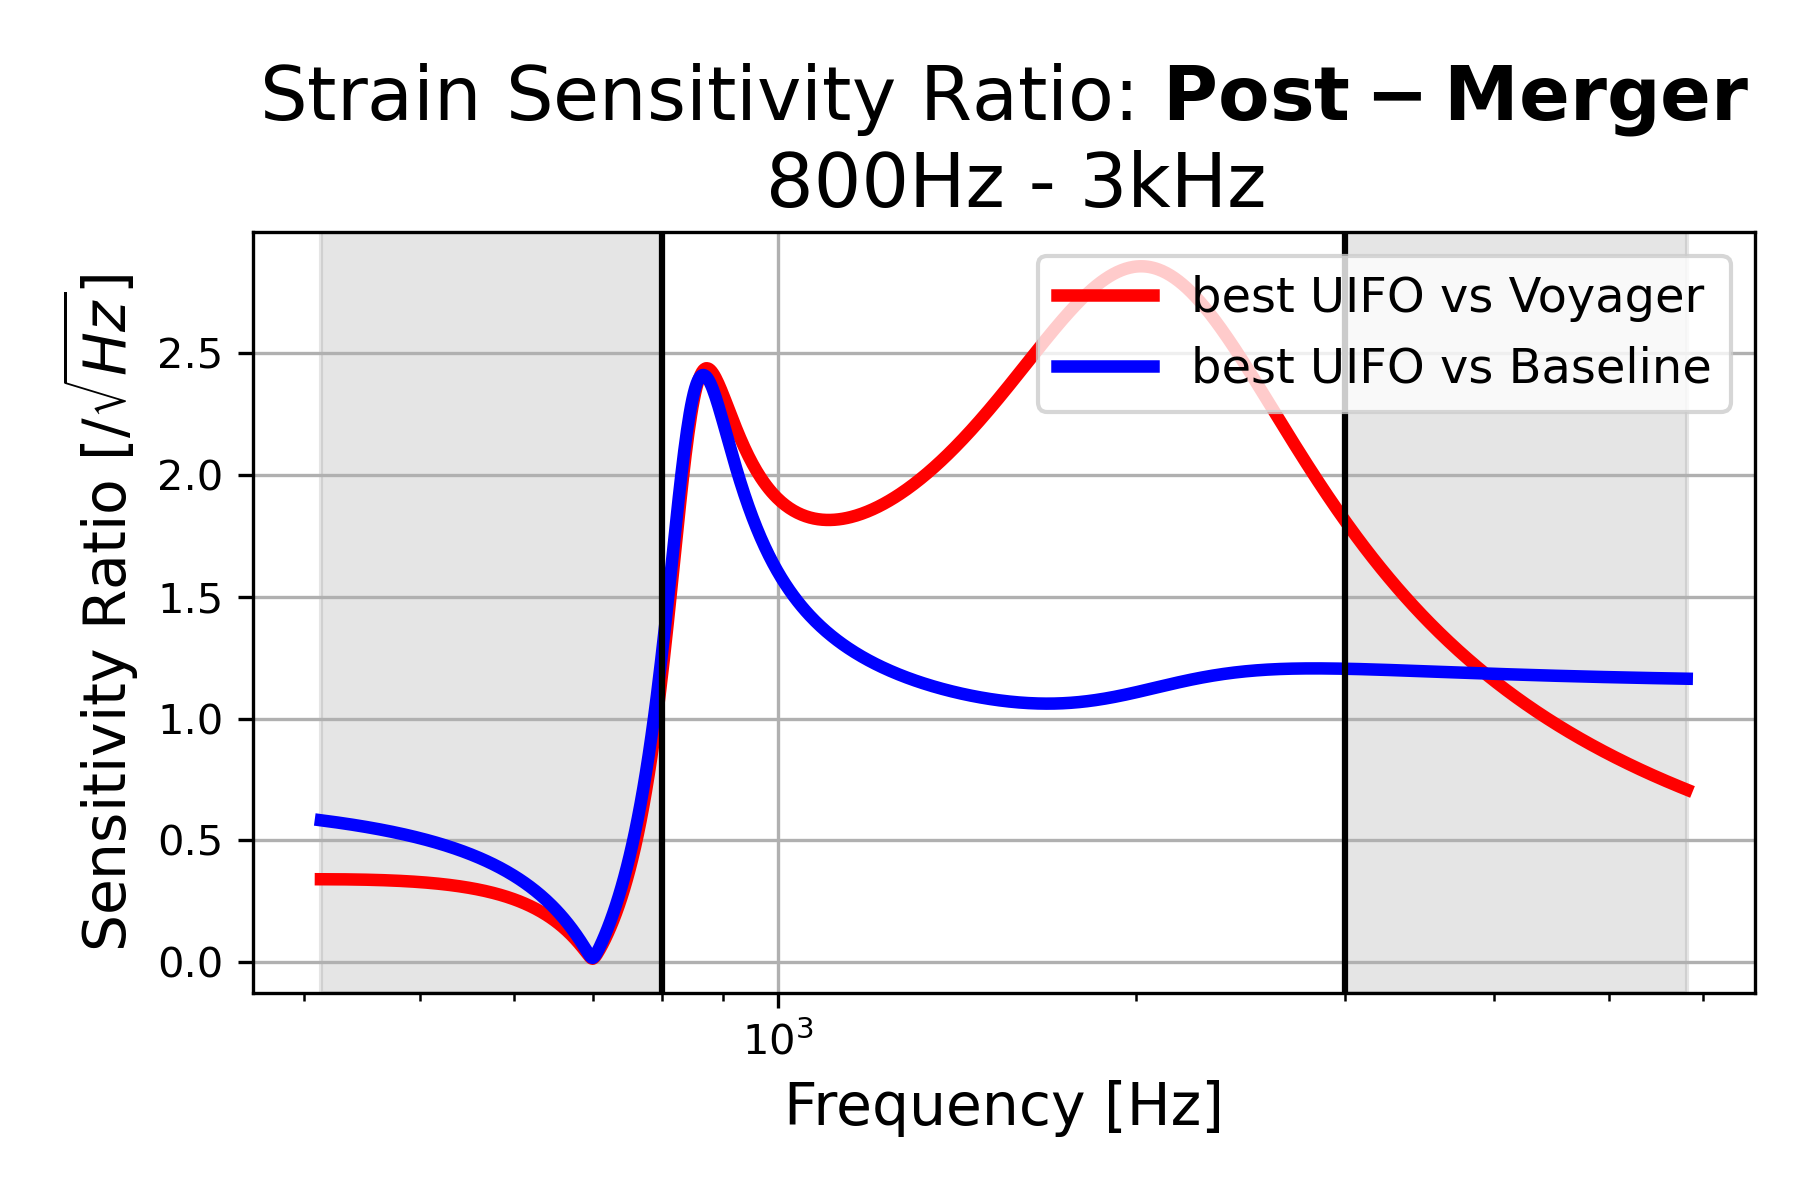 Strain Sensitivity Ratio: Post − Merger
800Hz - 3kHz
Sensitivity Ratio [/√Hz]
2.5
2.0
1.5
1.0
0.5
0.0
best UIFO vs Voyager
best UIFO vs Baseline
10³
Frequency [Hz]